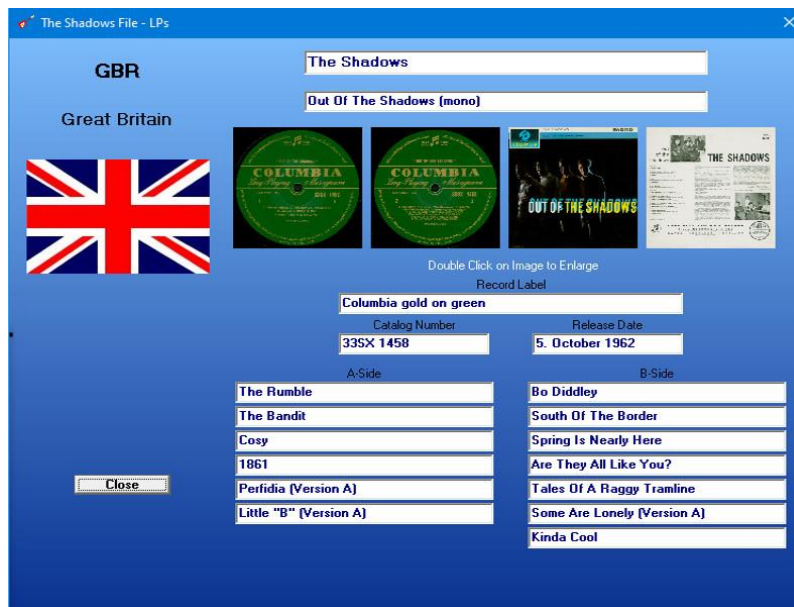 The Shadows File - LPs
GBR
Great Britain
The Shadows
Out Of The Shadows (mono)
COLUMBIA
COLUMBIA
OUT OF THE SHADOWS
THE SHADOWS
Double Click on Image to Enlarge
Record Label
Columbia gold on green
Catalog Number
Release Date
33SX 1458
5. October 1962
A-Side
B-Side
The Rumble
Bo Diddley
The Bandit
South Of The Border
Cosy
Spring Is Nearly Here
1861
Are They All Like You?
Perfidia (Version A)
Tales Of A Raggy Tramline
Little "B" (Version A)
Some Are Lonely (Version A)
Kinda Cool
Close